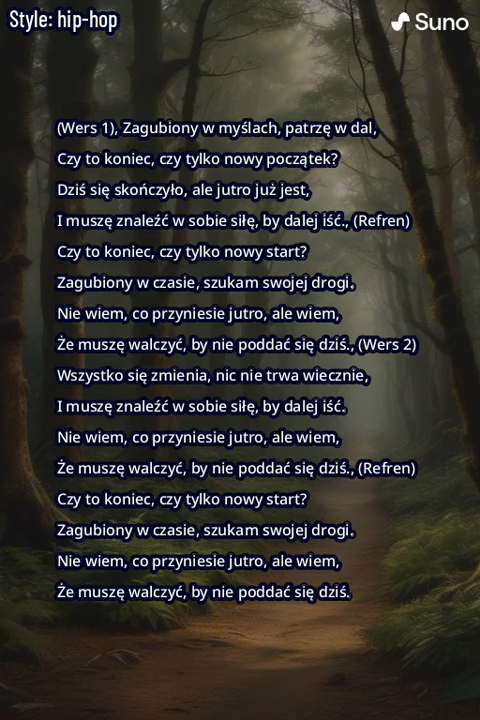 Style: hip-hop
Suno
(Wers 1), Zagubiony w myślach, patrzę w dal,
Czy to koniec, czy tylko nowy początek?
Dziś się skończyło, ale jutro już jest,
I muszę znaleźć w sobie siłę, by dalej iść., (Refren)
Czy to koniec, czy tylko nowy start?
Zagubiony w czasie, szukam swojej drogi.
Nie wiem, co przyniesie jutro, ale wiem,
Że muszę walczyć, by nie poddać się dziś., (Wers 2)
Wszystko się zmienia, nic nie trwa wiecznie,
I muszę znaleźć w sobie siłę, by dalej iść.
Nie wiem, co przyniesie jutro, ale wiem,
Że muszę walczyć, by nie poddać się dziś., (Refren)
Czy to koniec, czy tylko nowy start?
Zagubiony w czasie, szukam swojej drogi.
Nie wiem, co przyniesie jutro, ale wiem,
Że muszę walczyć, by nie poddać się dziś.